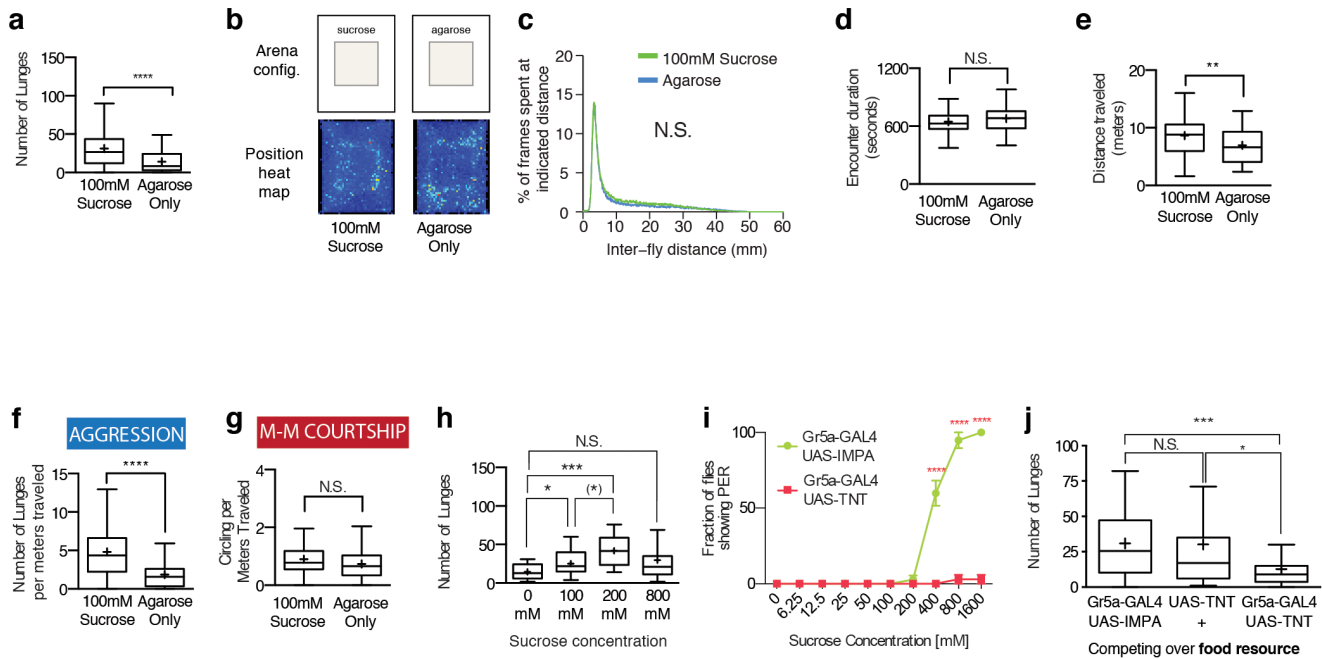 a
Number of Lunges
150
100
50
0
****
100mM
Sucrose
Agarose
Only
b
Arena
config.
sucrose
agarose
Position
heat
map
100mM
Sucrose
Agarose
Only
c
% of frames spent at
indicated distance
20
15
10
5
0
100mM Sucrose
Agarose
N.S.
0 10 20 30 40 50 60
Inter−fly distance (mm)
d
Encounter duration
(seconds)
1200
600
0
N.S.
100mM
Sucrose
Agarose
Only
e
Distance traveled
(meters)
20
10
0
**
100mM
Sucrose
Agarose
Only
f
AGGRESSION
Number of Lunges
per meters traveled
15
10
5
0
****
100mM
Sucrose
Agarose
Only
g
M-M COURTSHIP
Circling per
Meters Traveled
4
2
0
N.S.
100mM
Sucrose
Agarose
Only
h
Number of Lunges
150
100
50
0
N.S.
***
*
(*)
0
mM
100
mM
200
mM
800
mM
Sucrose concentration
i
Fraction of flies
showing PER
100
50
0
Gr5a-GAL4
UAS-IMPA
Gr5a-GAL4
UAS-TNT
****
****
****
0 6.25 12.5 25 50 100 200 400 800 1600
Sucrose Concentration [mM]
j
Number of Lunges
100
75
50
25
0
***
N.S.
*
Gr5a-GAL4
UAS-IMPA
UAS-TNT
+
Gr5a-GAL4
UAS-TNT
Competing over food resource